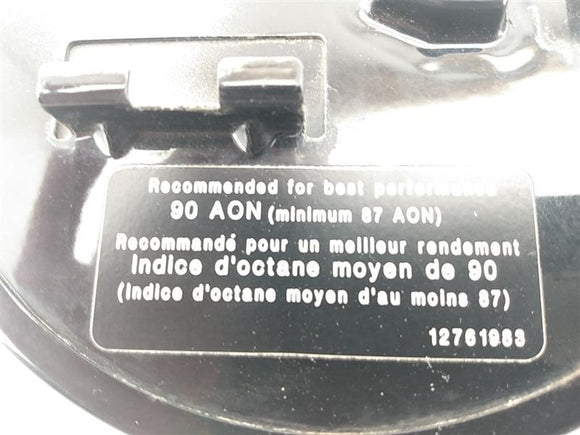 Recommended for best performance
90 AON (minimum 87 AON)
Recommandé pour un meilleur rendement
Indice d'octane moyen de 90
(Indice d'octane moyen d'au moins 87)
12761983